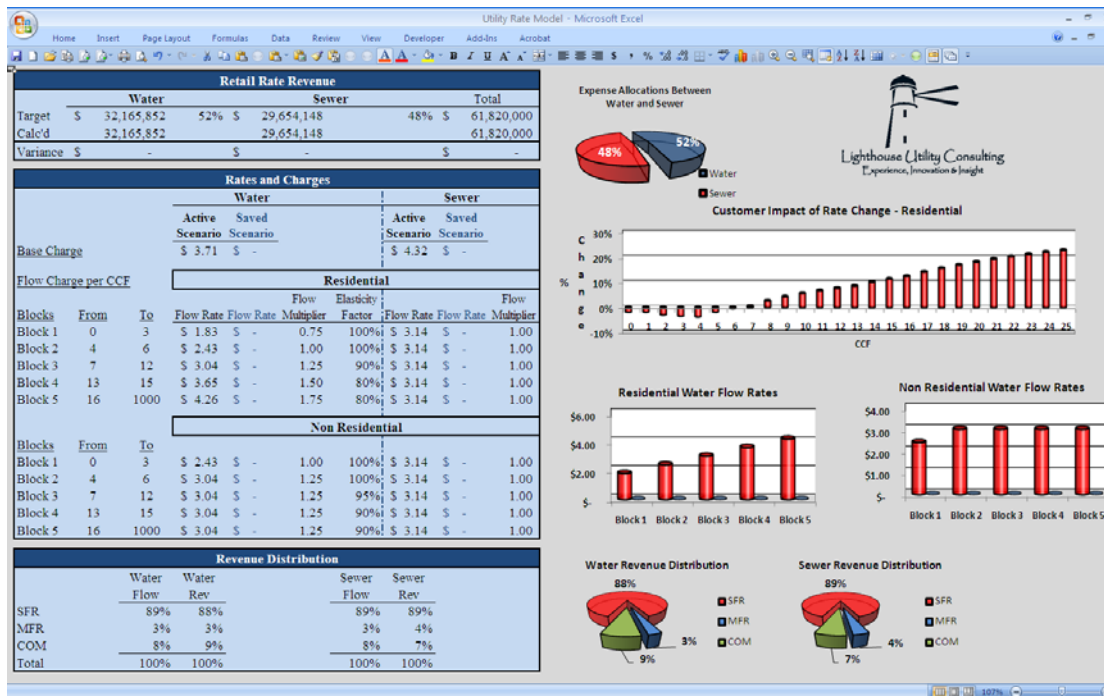 Utility Rate Model - Microsoft Excel
Home Insert Page Layout Formulas Data Review View Developer Add-Ins Acrobat
Retail Rate Revenue
Water Sewer Total
Target $ 32,165,852 52% $ 29,654,148 48% $ 61,820,000
Calc'd 32,165,852 29,654,148 61,820,000
Variance $ - $ - $ -
Rates and Charges
Water Sewer
Active Saved Active Saved
Scenario Scenario Scenario Scenario
Base Charge $ 3.71 $ - $ 4.32 $ -
Flow Charge per CCF Residential
Flow Elasticity Flow
Blocks From To Flow Rate Flow Rate Multiplier Factor Flow Rate Flow Rate Multiplier
Block 1 0 3 $ 1.83 $ - 0.75 100% $ 3.14 $ - 1.00
Block 2 4 6 $ 2.43 $ - 1.00 100% $ 3.14 $ - 1.00
Block 3 7 12 $ 3.04 $ - 1.25 90% $ 3.14 $ - 1.00
Block 4 13 15 $ 3.65 $ - 1.50 80% $ 3.14 $ - 1.00
Block 5 16 1000 $ 4.26 $ - 1.75 80% $ 3.14 $ - 1.00
Non Residential
Blocks From To
Block 1 0 3 $ 2.43 $ - 1.00 100% $ 3.14 $ - 1.00
Block 2 4 6 $ 3.04 $ - 1.25 100% $ 3.14 $ - 1.00
Block 3 7 12 $ 3.04 $ - 1.25 95% $ 3.14 $ - 1.00
Block 4 13 15 $ 3.04 $ - 1.25 90% $ 3.14 $ - 1.00
Block 5 16 1000 $ 3.04 $ - 1.25 90% $ 3.14 $ - 1.00
Revenue Distribution
Water Water Sewer Sewer
Flow Rev Flow Rev
SFR 89% 88% 89% 89%
MFR 3% 3% 3% 4%
COM 8% 9% 8% 7%
Total 100% 100% 100% 100%
Expense Allocations Between
Water and Sewer
52%
48%
Water
Sewer
Lighthouse Utility Consulting
Experience, Innovation & Insight
Customer Impact of Rate Change - Residential
% Change
30%
20%
10%
0%
-10%
0 1 2 3 4 5 6 7 8 9 10 11 12 13 14 15 16 17 18 19 20 21 22 23 24 25
CCF
Residential Water Flow Rates
$6.00
$4.00
$2.00
$-
Block 1 Block 2 Block 3 Block 4 Block 5
Non Residential Water Flow Rates
$4.00
$3.00
$2.00
$1.00
$-
Block 1 Block 2 Block 3 Block 4 Block 5
Water Revenue Distribution
88%
SFR
MFR
COM
3%
9%
Sewer Revenue Distribution
89%
SFR
MFR
COM
4%
7%
107%